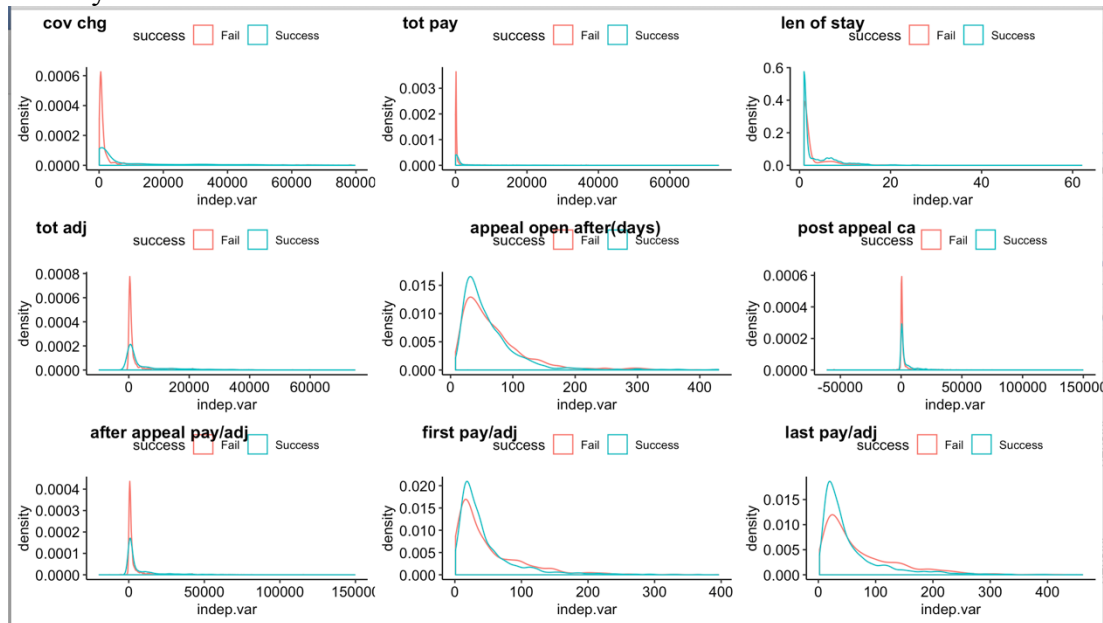 cov chg
success Fail Success
0.0006
0.0004
0.0002
0.0000
density
0 20000 40000 60000 80000
indep.var
tot pay
success Fail Success
0.003
0.002
0.001
0.000
density
0 20000 40000 60000
indep.var
len of stay
success Fail Success
0.6
0.4
0.2
0.0
density
0 20 40 60
indep.var
tot adj
success Fail Success
0.0008
0.0006
0.0004
0.0002
0.0000
density
0 20000 40000 60000
indep.var
appeal open after(days)
success Fail Success
0.015
0.010
0.005
0.000
density
0 100 200 300 400
indep.var
post appeal ca
success Fail Success
0.0006
0.0004
0.0002
0.0000
density
-50000 0 50000 100000 150000
indep.var
after appeal pay/adj
success Fail Success
0.0004
0.0003
0.0002
0.0001
0.0000
density
0 50000 100000 150000
indep.var
first pay/adj
success Fail Success
0.020
0.015
0.010
0.005
0.000
density
0 100 200 300 400
indep.var
last pay/adj
success Fail Success
0.015
0.010
0.005
0.000
density
0 100 200 300 400
indep.var